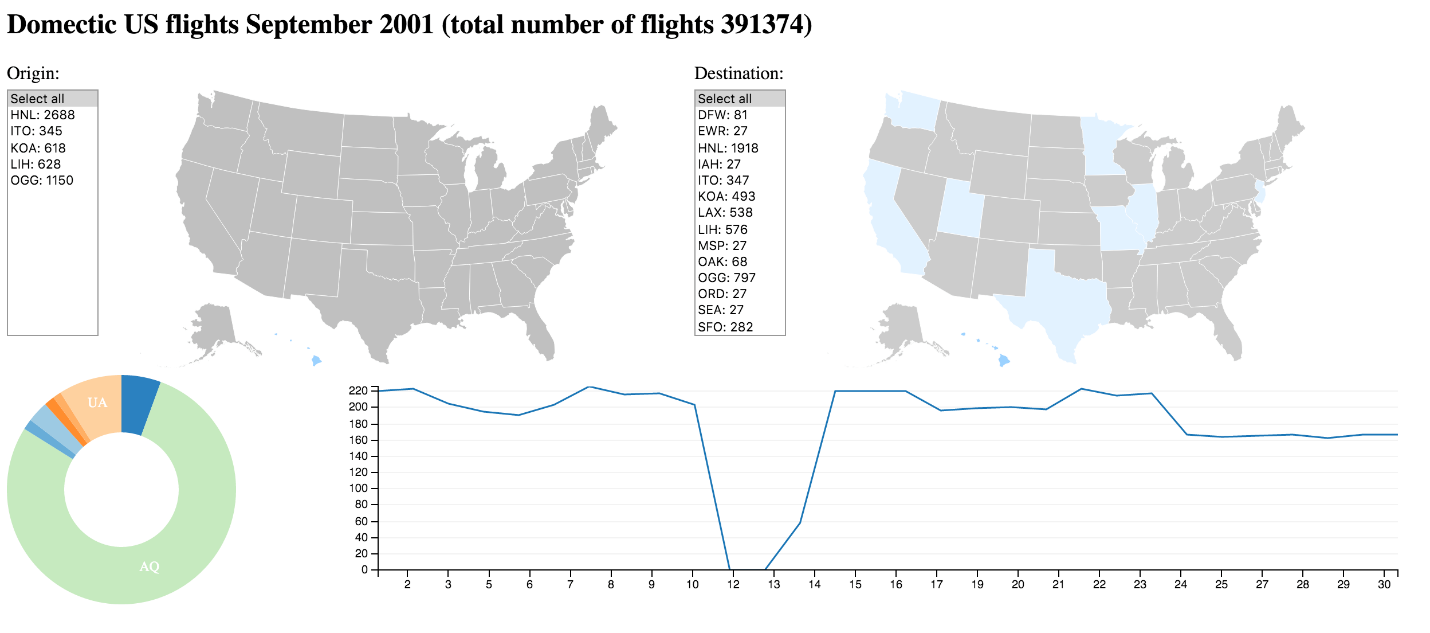 Domectic US flights September 2001 (total number of flights 391374)
Origin:
Select all
HNL: 2688
ITO: 345
KOA: 618
LIH: 628
OGG: 1150
Destination:
Select all
DFW: 81
EWR: 27
HNL: 1918
IAH: 27
ITO: 347
KOA: 493
LAX: 538
LIH: 576
MSP: 27
OAK: 68
OGG: 797
ORD: 27
SEA: 27
SFO: 282
UA
AQ
220
200
180
160
140
120
100
80
60
40
20
0
2 3 5 6 7 8 9 10 12 13 14 15 16 17 19 20 21 22 23 24 25 27 28 29 30